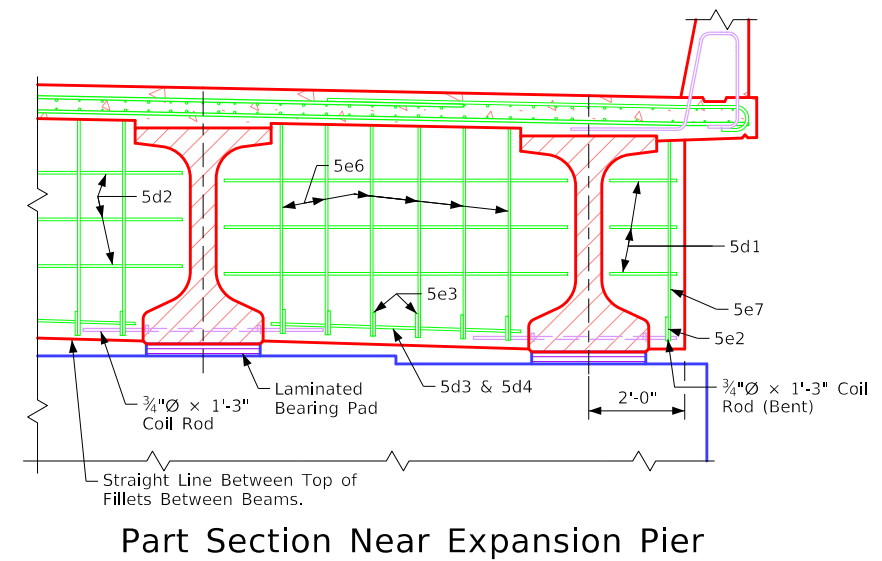 5e6
5d2
5d1
5e3
5e7
5e2
5d3 & 5d4
Laminated
Bearing Pad
¾"Ø × 1'-3"
Coil Rod
2'-0"
¾"Ø × 1'-3" Coil
Rod (Bent)
Straight Line Between Top of
Fillets Between Beams.
Part Section Near Expansion Pier